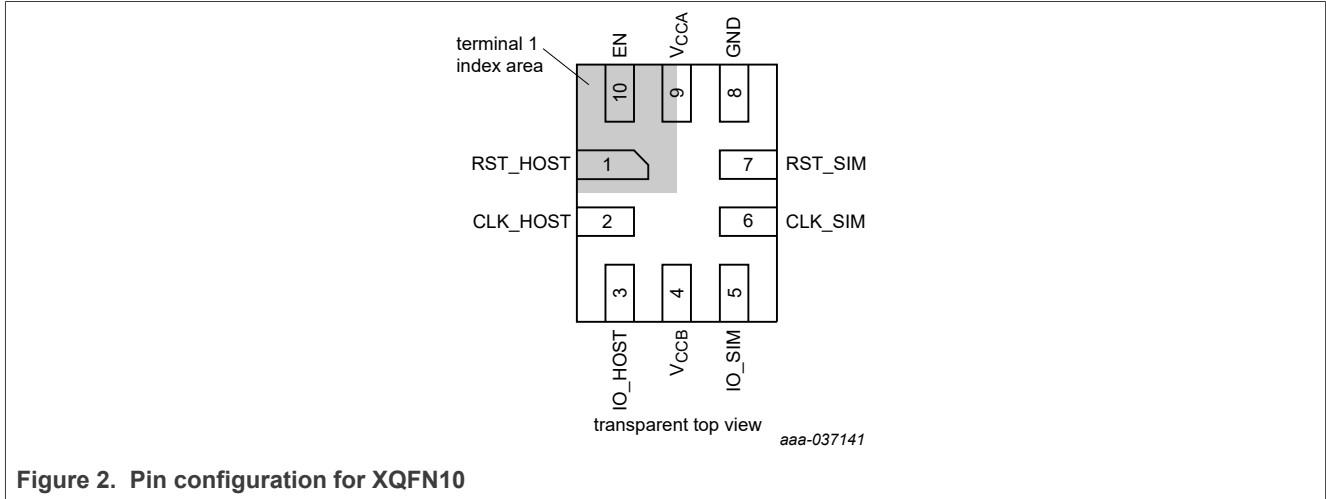 terminal 1
index area
EN
VCCA
GND
10
9
8
RST_HOST
1
7
RST_SIM
CLK_HOST
2
6
CLK_SIM
3
4
5
IO_HOST
VCCB
IO_SIM
transparent top view
aaa-037141
Figure 2. Pin configuration for XQFN10